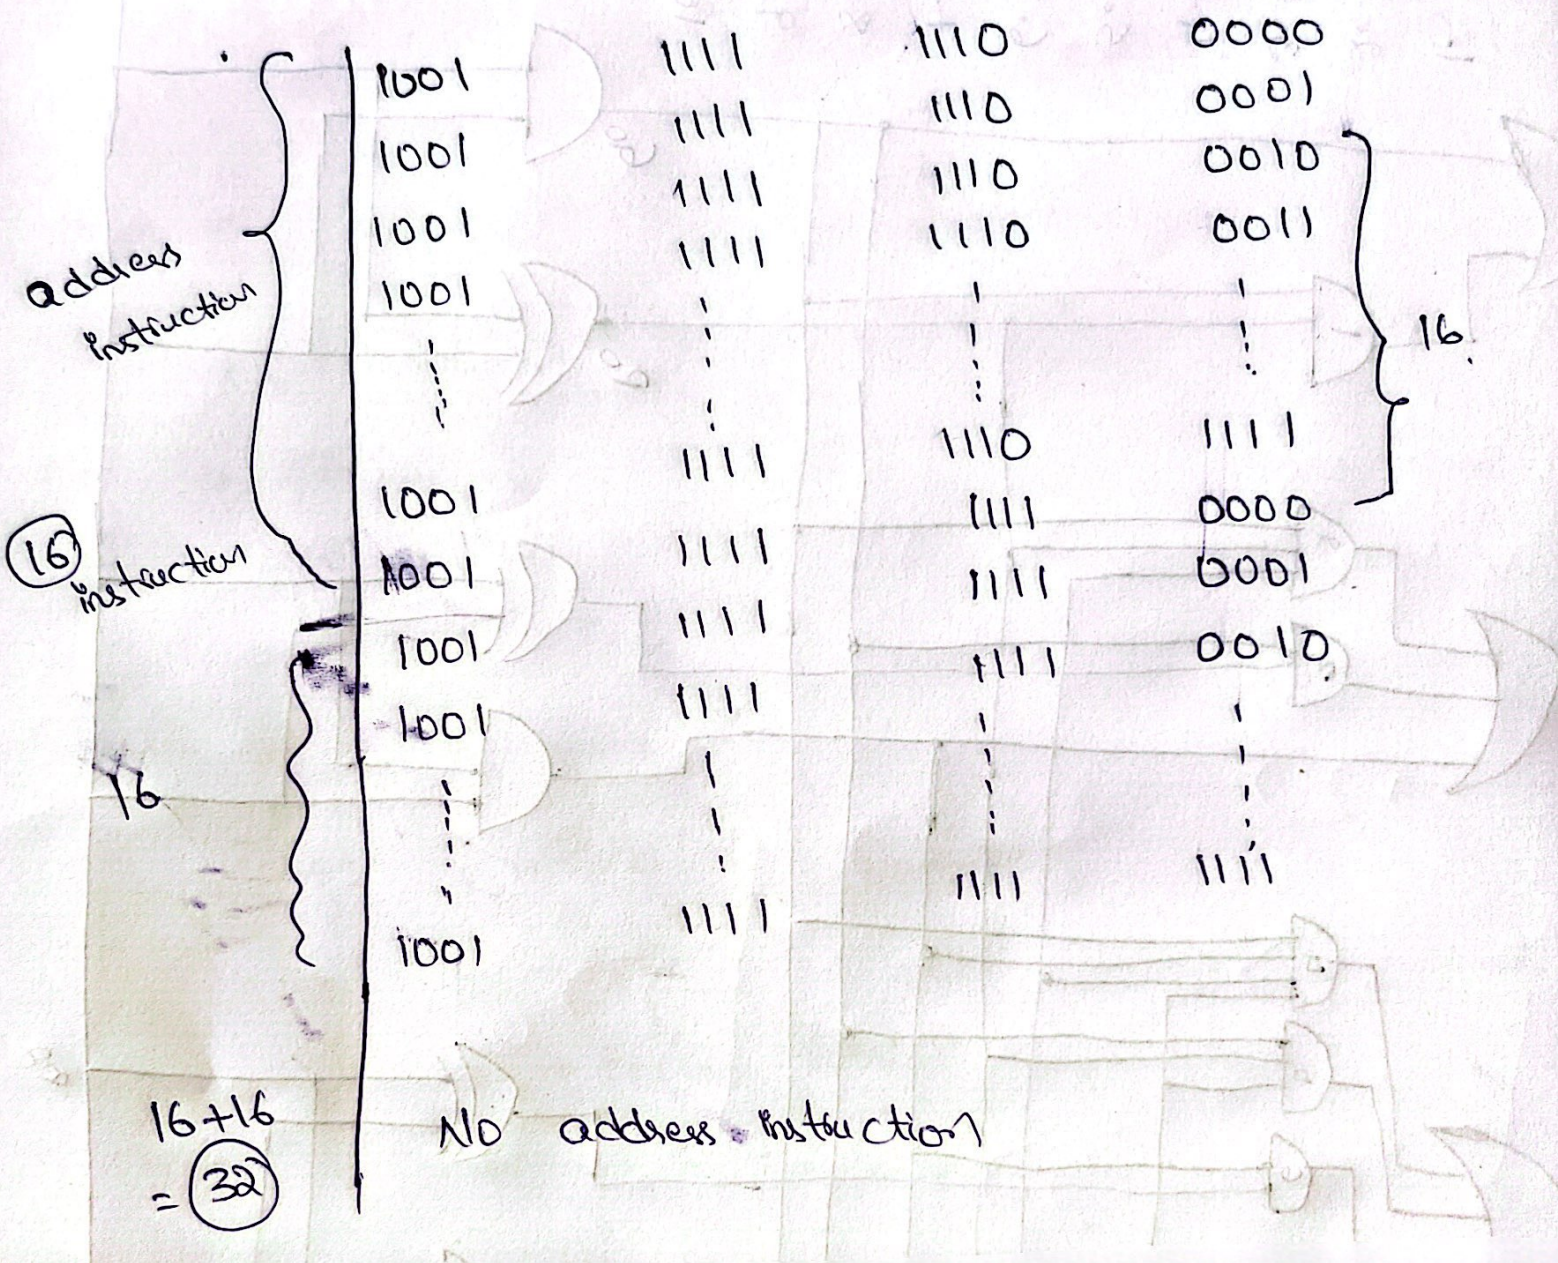 1001 1111 1110 0000
1001 1111 1110 0001
1001 1111 1110 0010
1001 1111 1110 0011
address
instruction
16
1001 1111 1110 1111
1001 1111 1111 0000
16
instruction
1001 1111 1111 0001
1001 1111 1111 0010
16
1001 1111 1111 1111
16+16
= 32
No address instruction